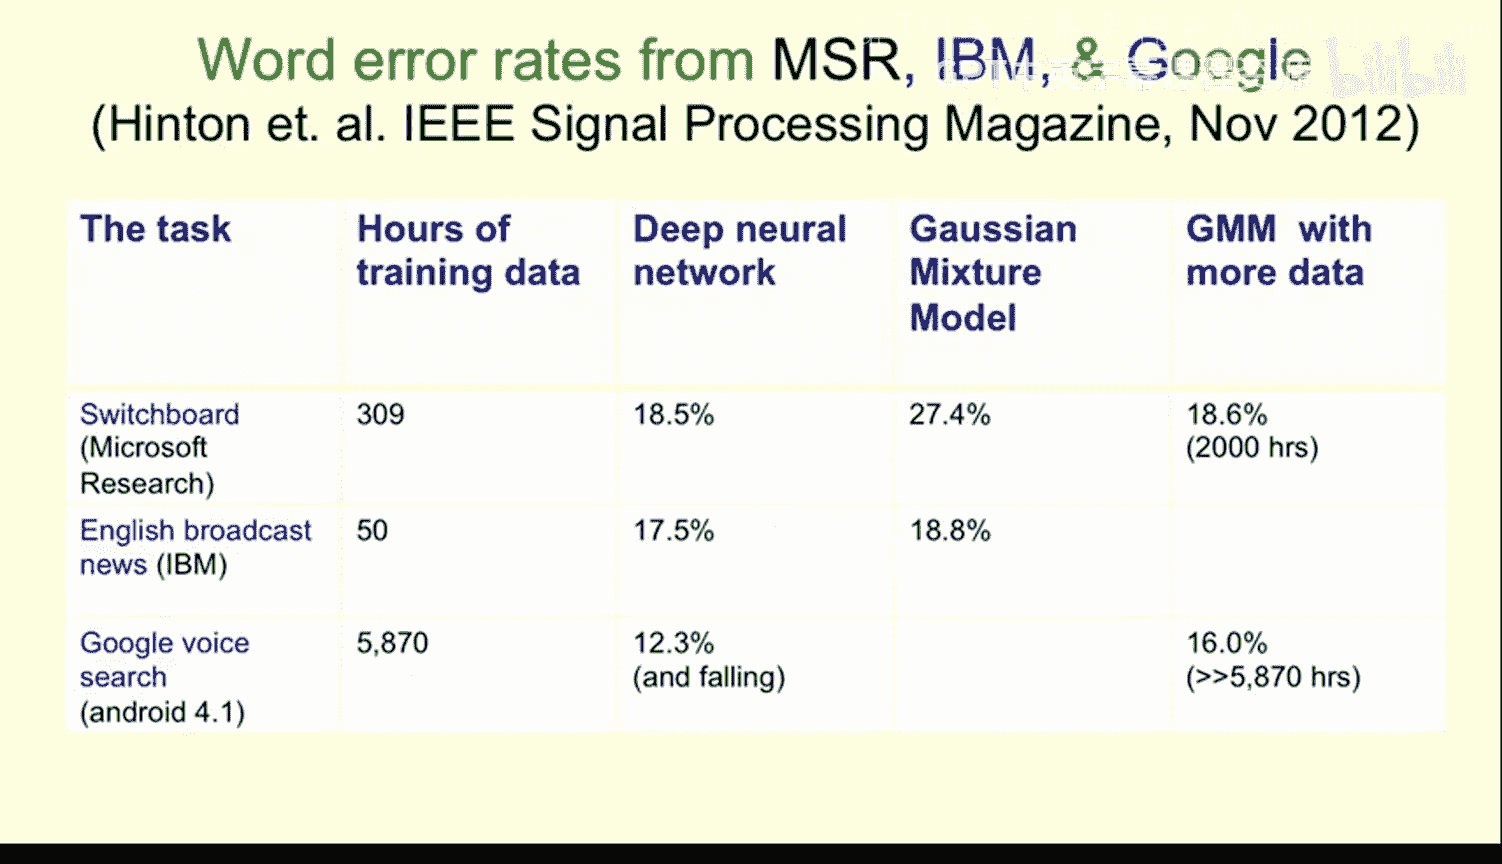 Word error rates from MSR, IBM, & Google
(Hinton et. al. IEEE Signal Processing Magazine, Nov 2012)
The task
Hours of
training data
Deep neural
network
Gaussian
Mixture
Model
GMM with
more data
Switchboard
(Microsoft
Research)
309
18.5%
27.4%
18.6%
(2000 hrs)
English broadcast
news (IBM)
50
17.5%
18.8%
Google voice
search
(android 4.1)
5,870
12.3%
(and falling)
16.0%
(>>5,870 hrs)
bilibili